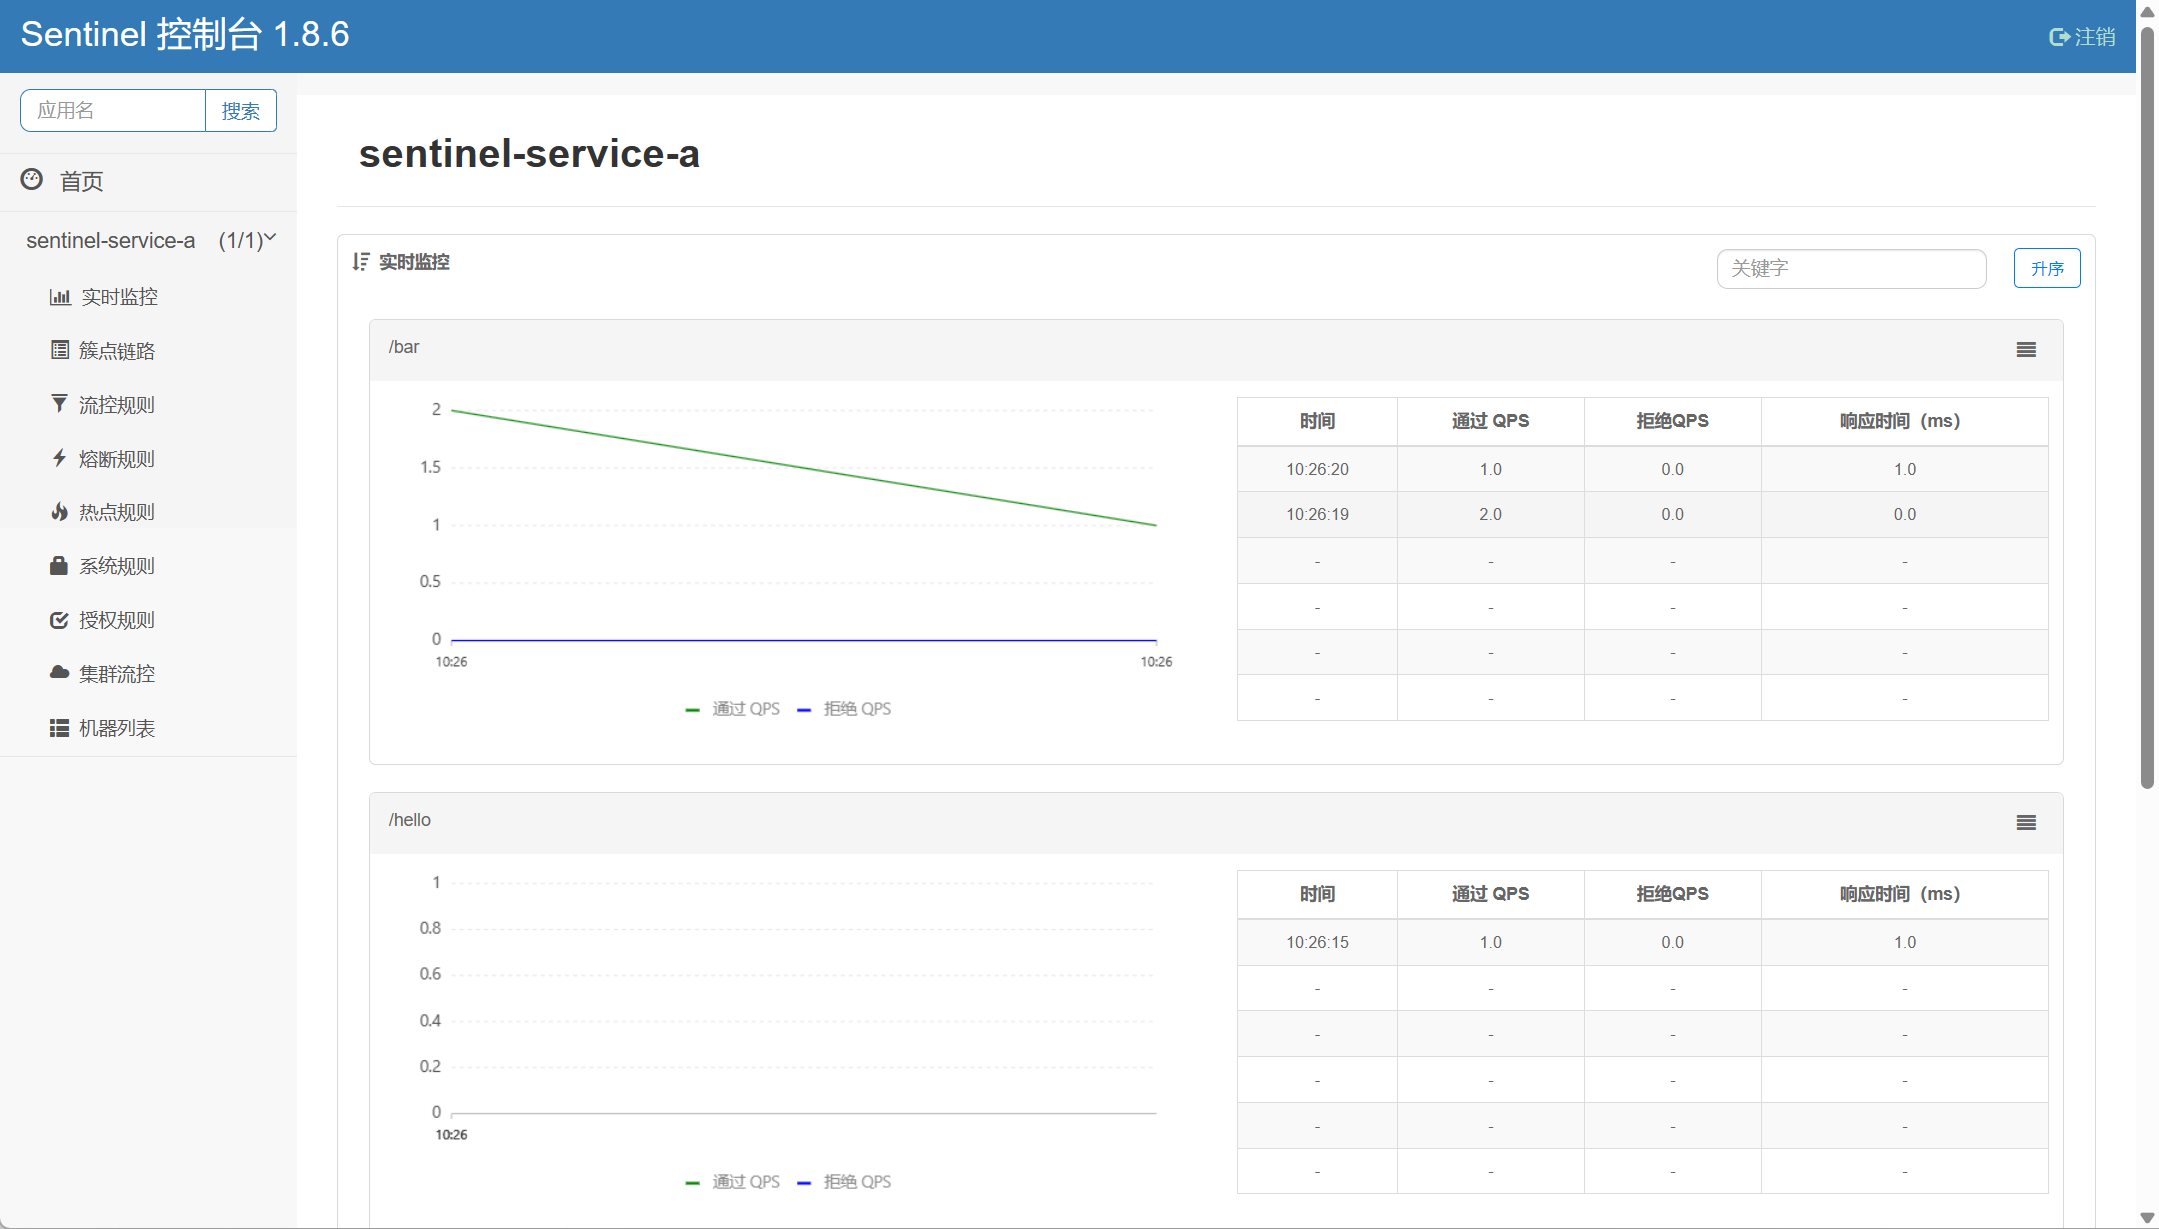 Sentinel 控制台 1.8.6
注销
应用名 搜索
首页
sentinel-service-a (1/1)
实时监控
簇点链路
流控规则
熔断规则
热点规则
系统规则
授权规则
集群流控
机器列表
sentinel-service-a
实时监控 关键字 升序
/bar
2
1.5
1
0.5
0
10:26 10:26
通过 QPS 拒绝 QPS
时间 通过 QPS 拒绝QPS 响应时间（ms）
10:26:20 1.0 0.0 1.0
10:26:19 2.0 0.0 0.0
- - - -
- - - -
- - - -
- - - -
/hello
1
0.8
0.6
0.4
0.2
0
10:26
通过 QPS 拒绝 QPS
时间 通过 QPS 拒绝QPS 响应时间（ms）
10:26:15 1.0 0.0 1.0
- - - -
- - - -
- - - -
- - - -
- - - -